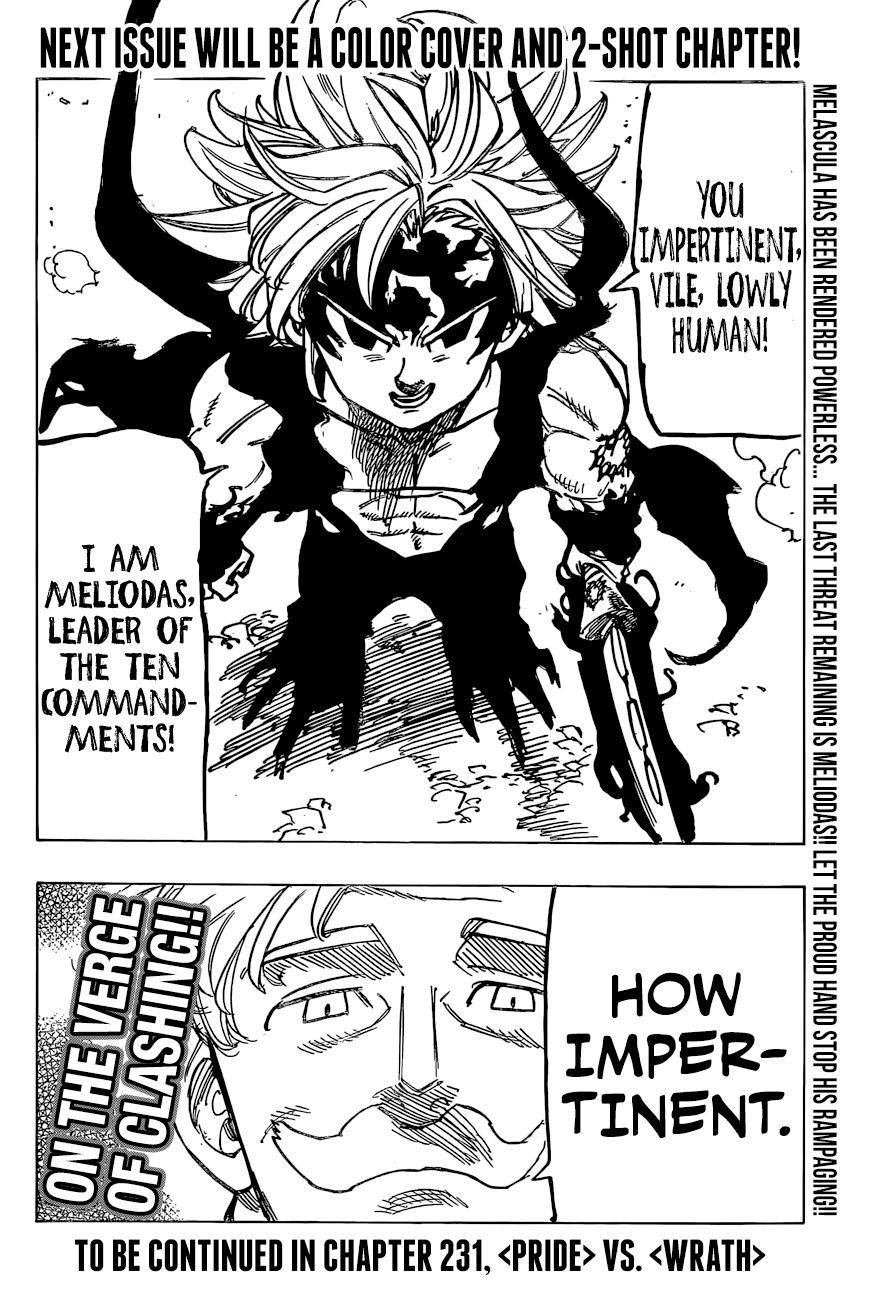 NEXT ISSUE WILL BE A COLOR COVER AND 2-SHOT CHAPTER!
YOU
IMPERTINENT,
VILE, LOWLY
HUMAN!
MELASCULA HAS BEEN RENDERED POWERLESS... THE LAST THREAT REMAINING IS MELIODAS!! LET THE PROUD HAND STOP HIS RAMPAGING!!
I AM
MELIODAS,
LEADER OF
THE TEN
COMMAND-
MENTS!
HOW
IMPER-
TINENT.
ON THE VERGE
OF CLASHING!!
TO BE CONTINUED IN CHAPTER 231, <PRIDE> VS. <WRATH>